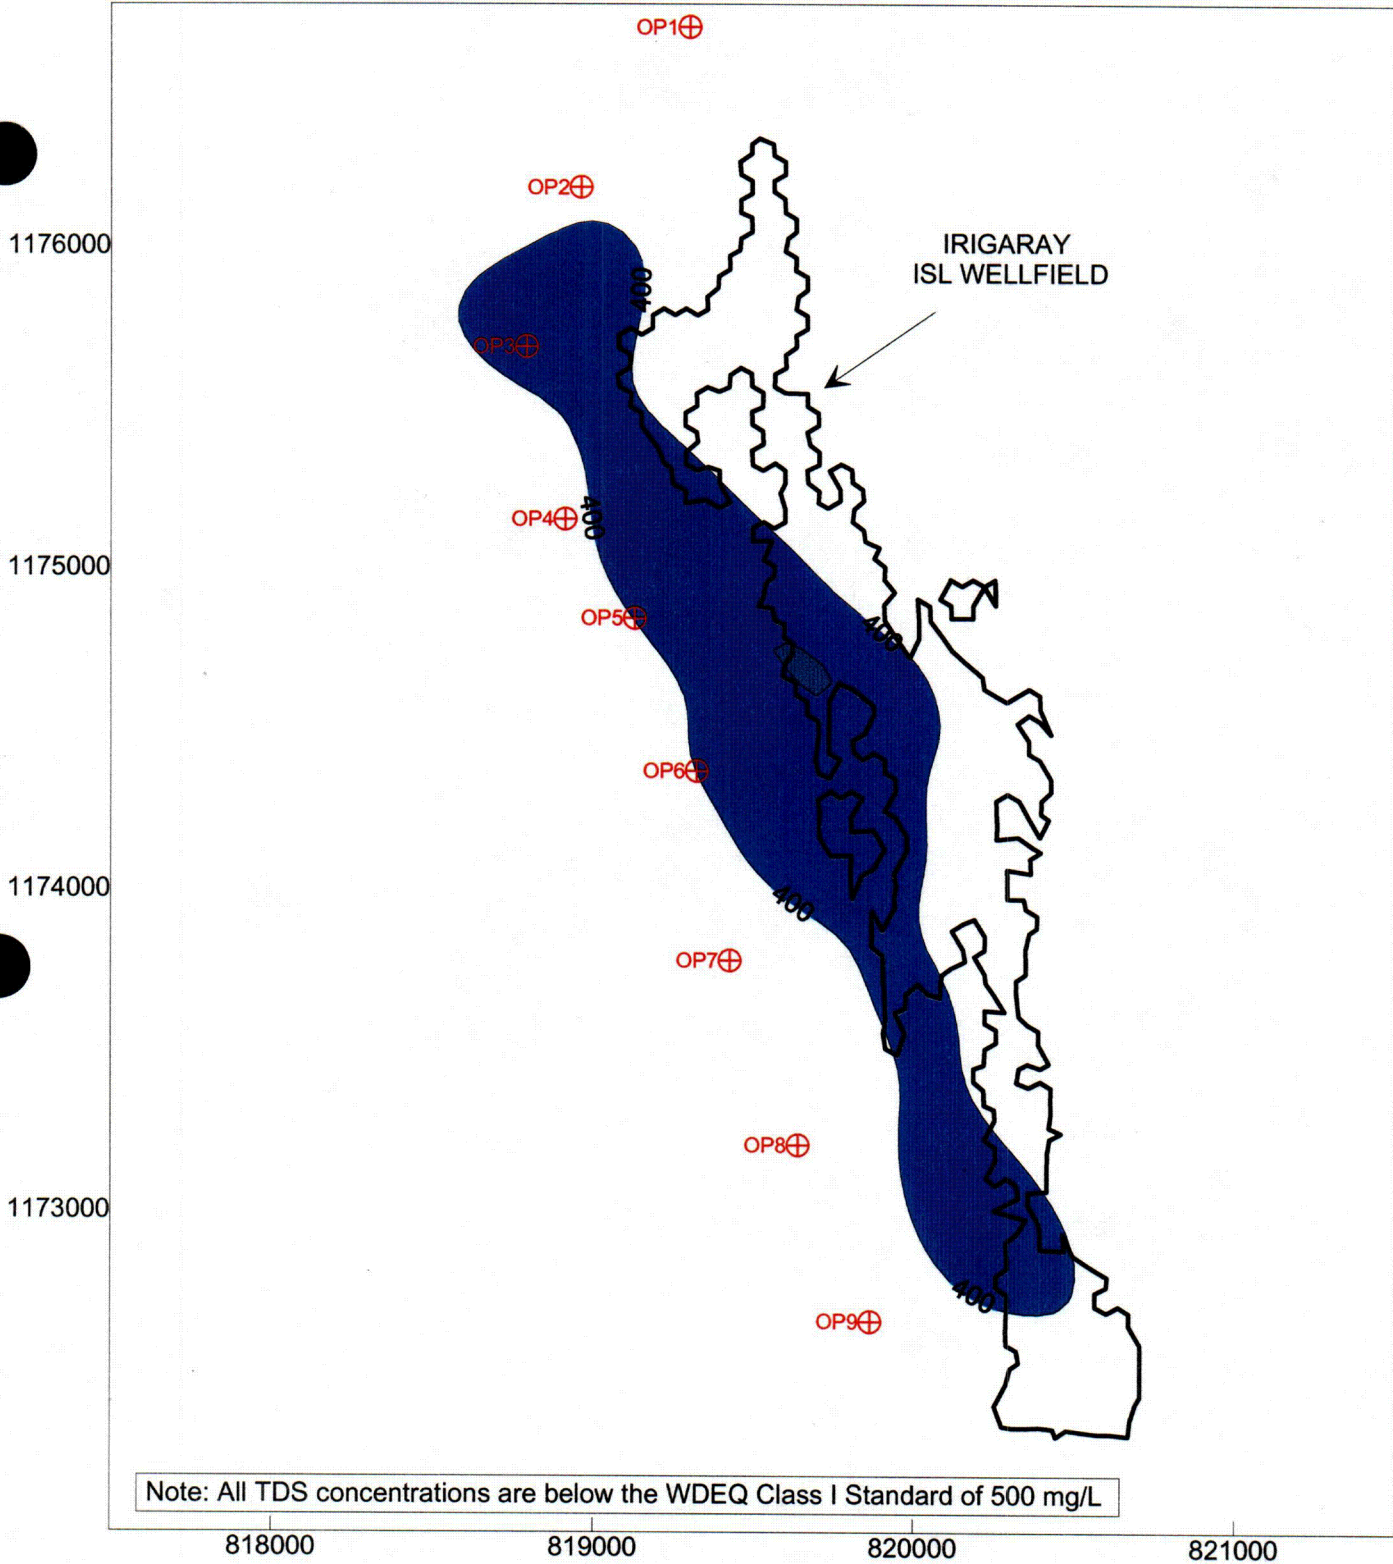 OP1
OP2
1176000
IRIGARAY
ISL WELLFIELD
400
OP3
OP4
400
1175000
OP5
400
OP6
1174000
400
OP7
OP8
1173000
400
OP9
Note: All TDS concentrations are below the WDEQ Class I Standard of 500 mg/L
818000
819000
820000
821000